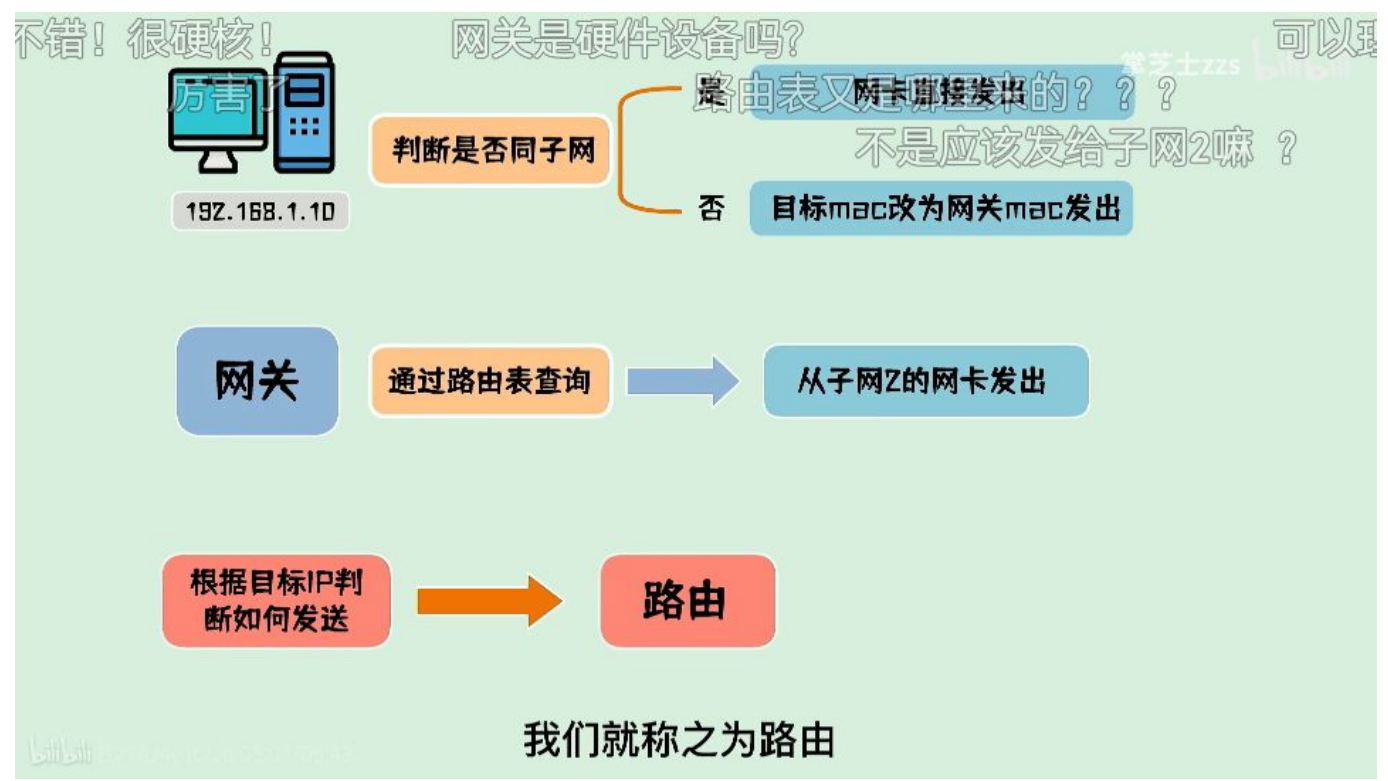 不错！很硬核！
网关是硬件设备吗？
可以理
厉害了
掌芝士zzs
bilibili
是
网卡直接发出
路由表又是哪里来的？？？
判断是否同子网
不是应该发给子网2嘛 ？
192.168.1.10
否
目标mac改为网关mac发出
网关
通过路由表查询
从子网2的网卡发出
根据目标IP判
断如何发送
路由
我们就称之为路由
bilibili